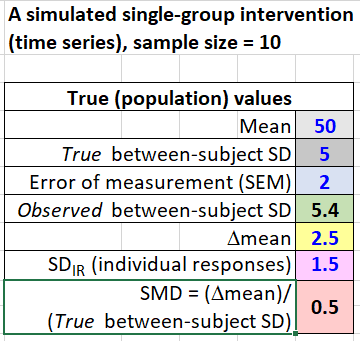 A simulated single-group intervention
(time series), sample size = 10
True (population) values
Mean 50
True between-subject SD 5
Error of measurement (SEM) 2
Observed between-subject SD 5.4
Δmean 2.5
SDIR (individual responses) 1.5
SMD = (Δmean)/
(True between-subject SD) 0.5